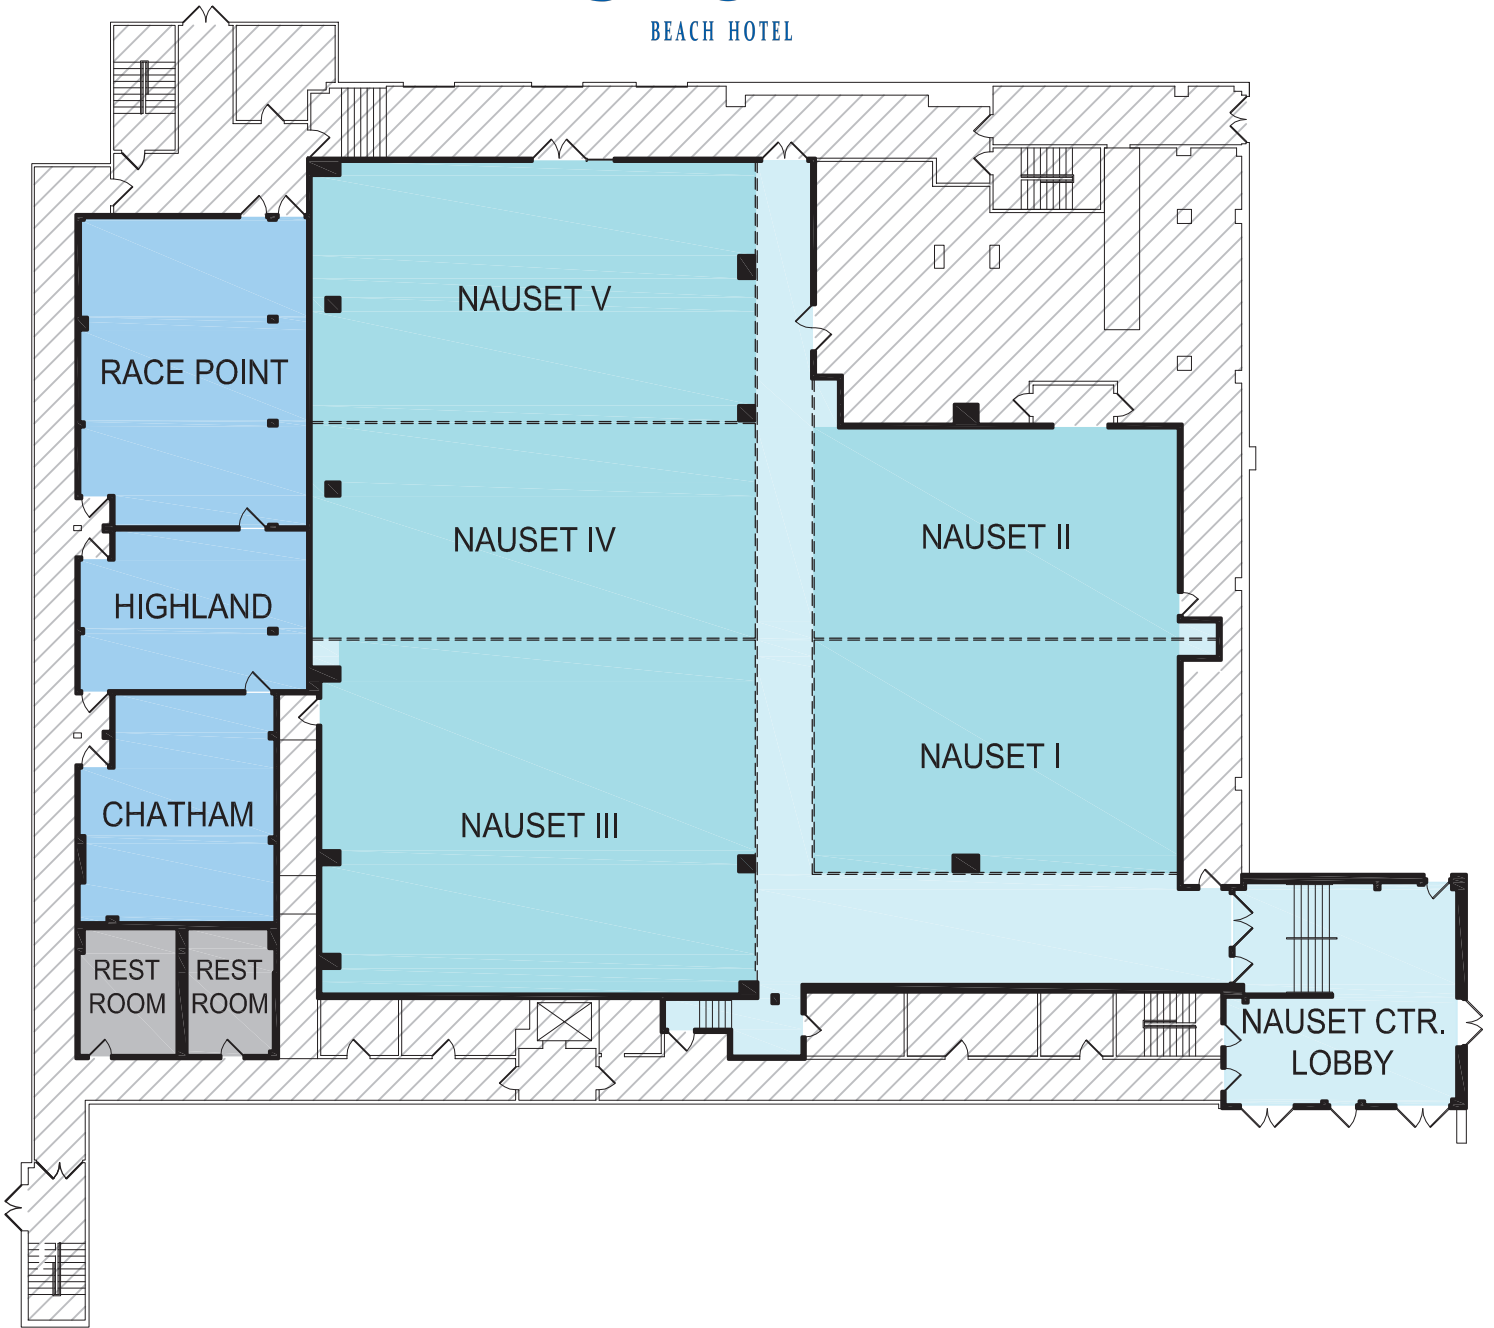 BEACH HOTEL
NAUSET V
RACE POINT
NAUSET IV
NAUSET II
HIGHLAND
NAUSET I
CHATHAM
NAUSET III
REST
ROOM
REST
ROOM
NAUSET CTR.
LOBBY